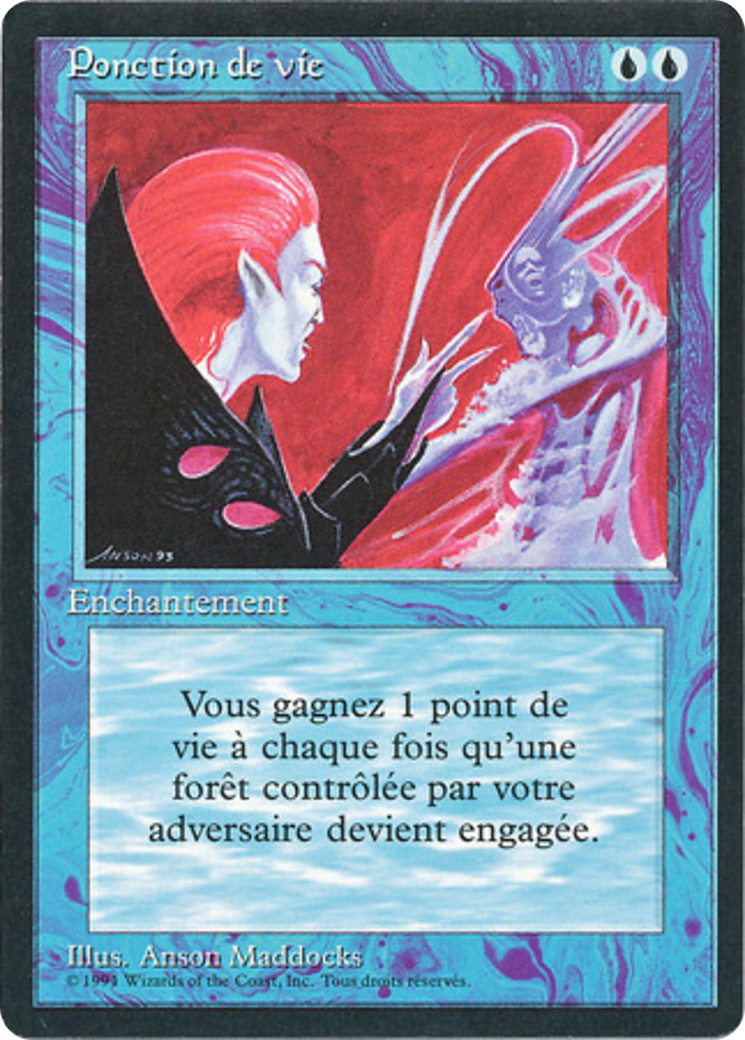 Ponction de vie
ANSON 93
Enchantement
Vous gagnez 1 point de
vie à chaque fois qu'une
forêt contrôlée par votre
adversaire devient engagée.
Illus. Anson Maddocks
© 1994 Wizards of the Coast, Inc. Tous droits réservés.